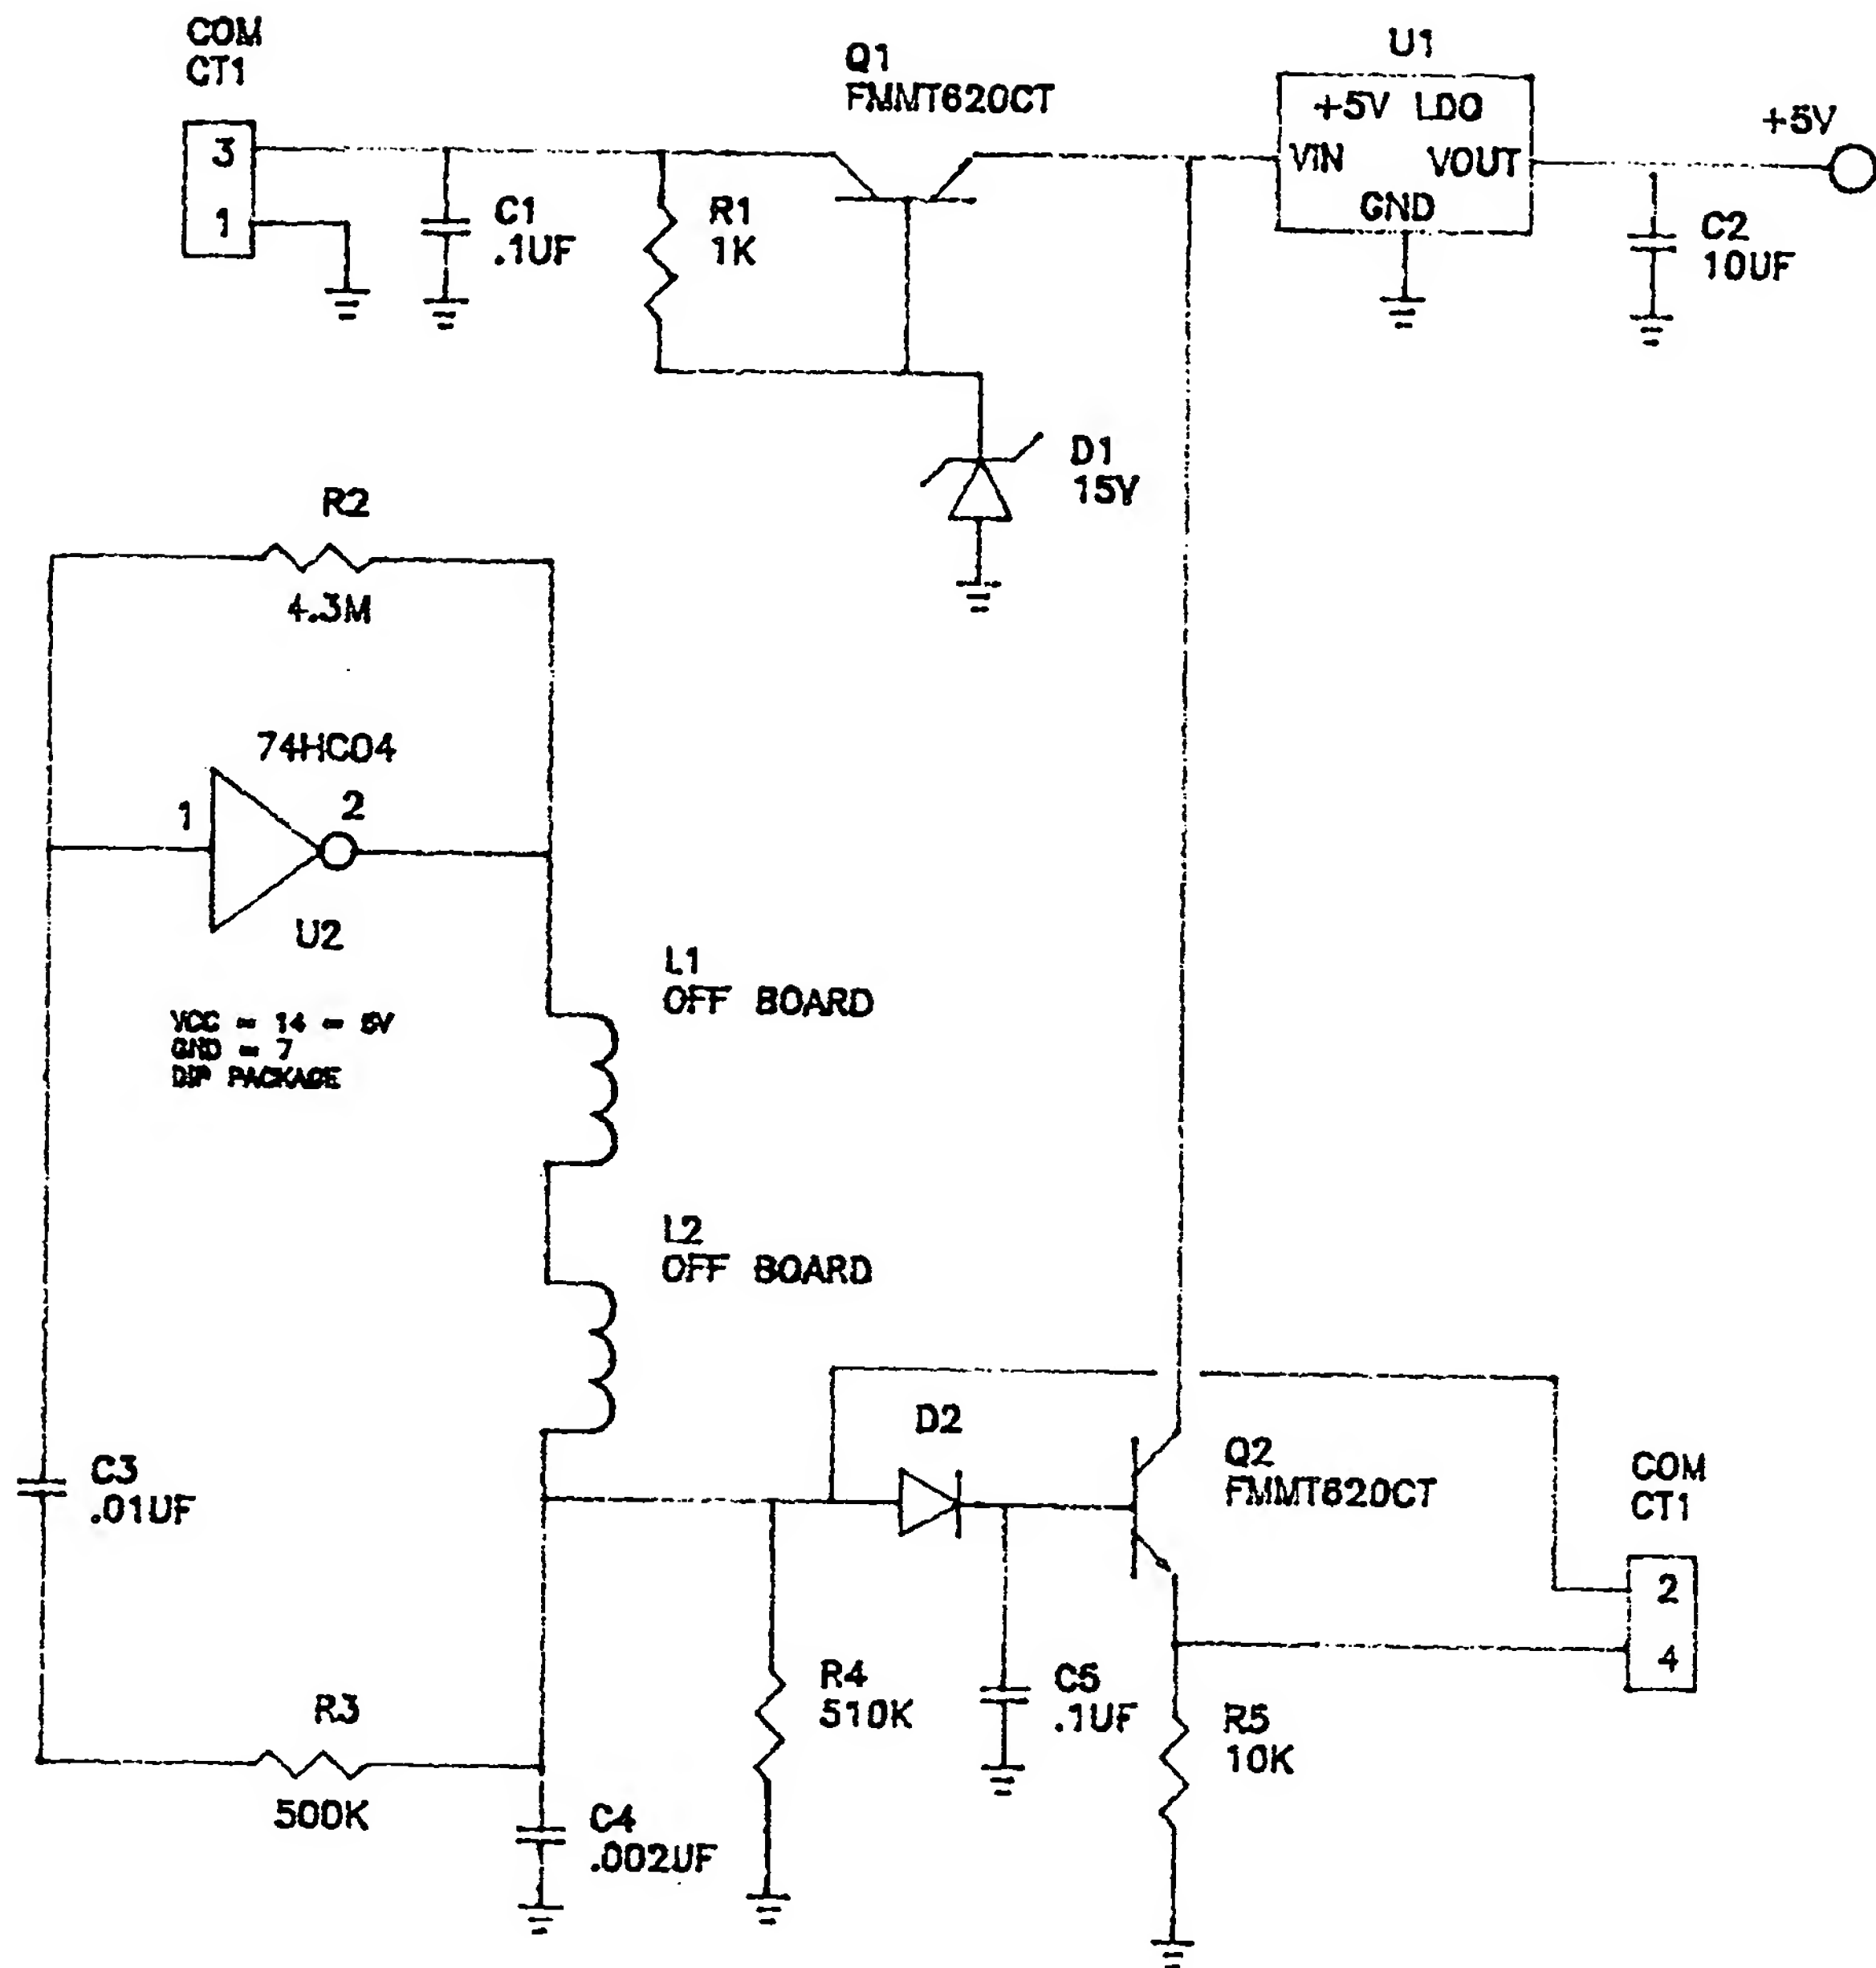 COM
CT1
3
1
C1
.1UF
R1
1K
Q1
FMMT620CT
U1
+5V LDO
VIN
VOUT
GND
+5V
C2
10UF
D1
15V
R2
4.3M
74HC04
1
2
U2
VCC = 14 = 5V
GND = 7
DIP PACKAGE
L1
OFF BOARD
L2
OFF BOARD
C3
.01UF
D2
Q2
FMMT620CT
COM
CT1
2
4
R3
500K
C4
.002UF
R4
510K
C5
.1UF
R5
10K